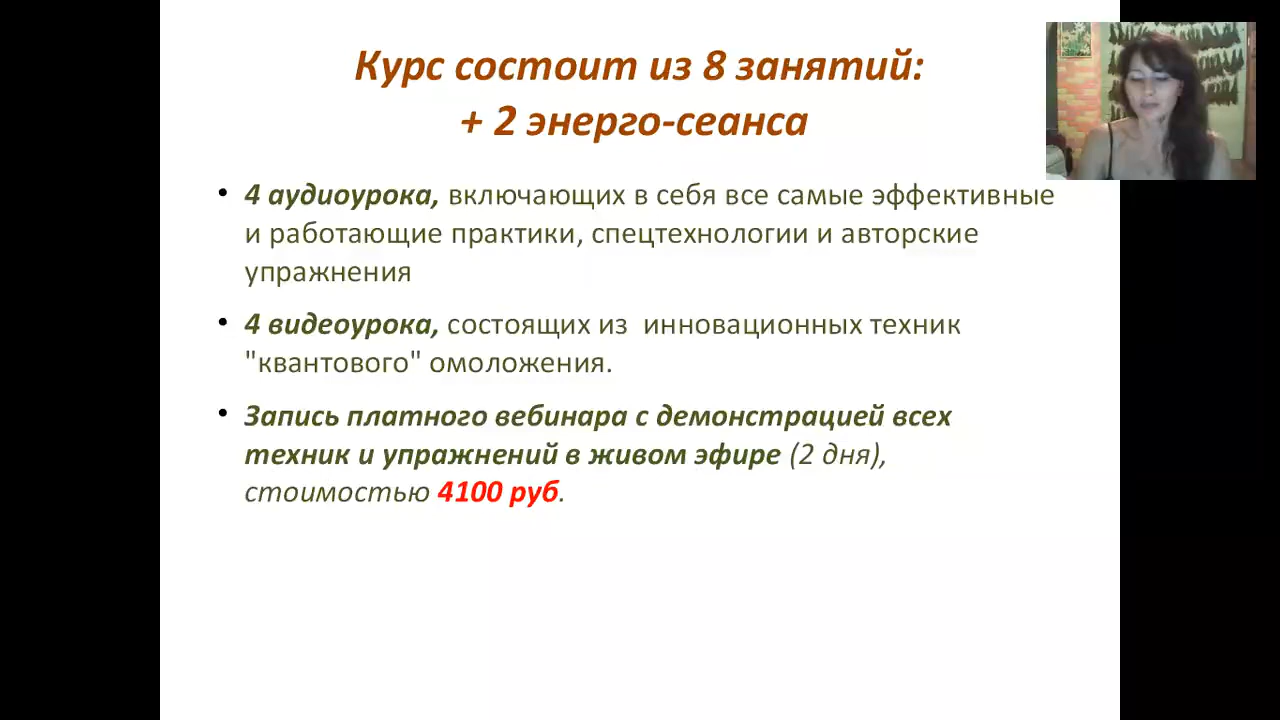 Курс состоит из 8 занятий:
+ 2 энерго-сеанса
• 4 аудиоурока, включающих в себя все самые эффективные
и работающие практики, спецтехнологии и авторские
упражнения
• 4 видеоурока, состоящих из инновационных техник
"квантового" омоложения.
• Запись платного вебинара с демонстрацией всех
техник и упражнений в живом эфире (2 дня),
стоимостью 4100 руб.